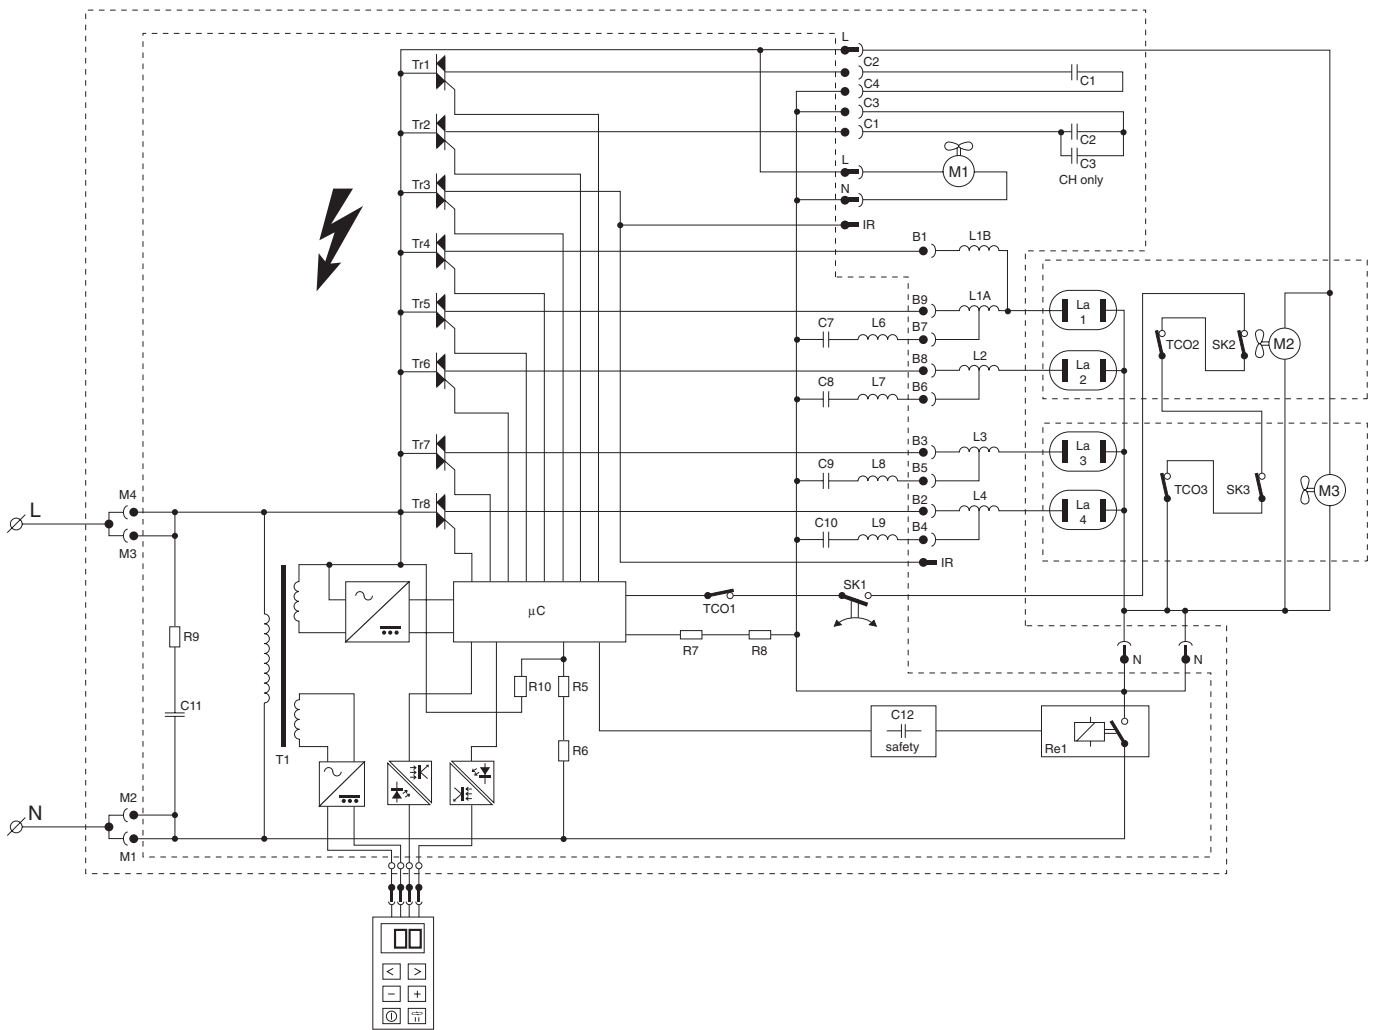 L
C2
Tr1
C4
C1
C3
Tr2
C1
C2
L
C3
M1
CH only
Tr3
N
IR
Tr4
B1
L1B
Tr5
B9
L1A
La
1
C7
L6
B7
TCO2
SK2
M2
Tr6
B8
L2
La
2
C8
L7
B6
Tr7
B3
L3
La
3
C9
L8
B5
TCO3
SK3
M3
M4
L
Tr8
B2
L4
La
4
C10
L9
B4
M3
IR
μC
TCO1
SK1
R9
R7
R8
N
N
R10
R5
C11
C12
safety
Re1
R6
T1
M2
N
M1
00
< >
− +